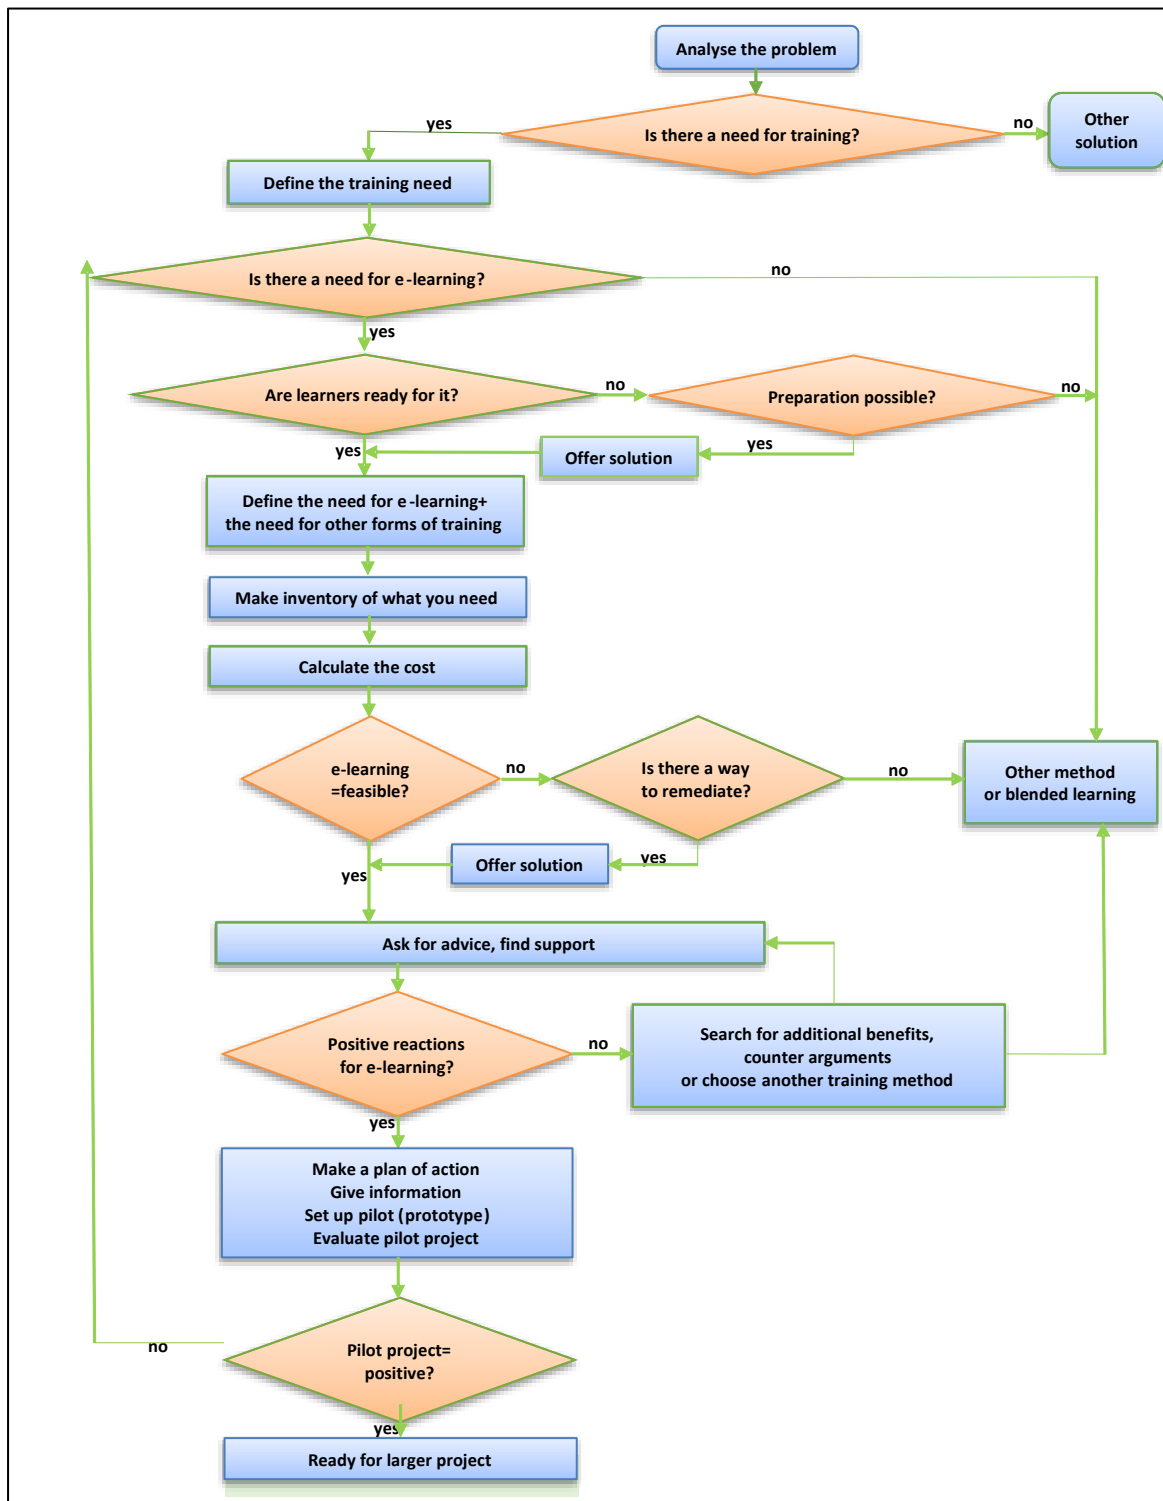 Analyse the problem
Is there a need for training?
yes
no
Other
solution
Define the training need
Is there a need for e-learning?
no
yes
Are learners ready for it?
no
Preparation possible?
no
yes
Offer solution
yes
Define the need for e-learning+
the need for other forms of training
Make inventory of what you need
Calculate the cost
e-learning
=feasible?
no
Is there a way
to remediate?
no
Other method
or blended learning
yes
Offer solution
yes
Ask for advice, find support
Positive reactions
for e-learning?
no
Search for additional benefits,
counter arguments
or choose another training method
yes
Make a plan of action
Give information
Set up pilot (prototype)
Evaluate pilot project
no
Pilot project=
positive?
yes
Ready for larger project